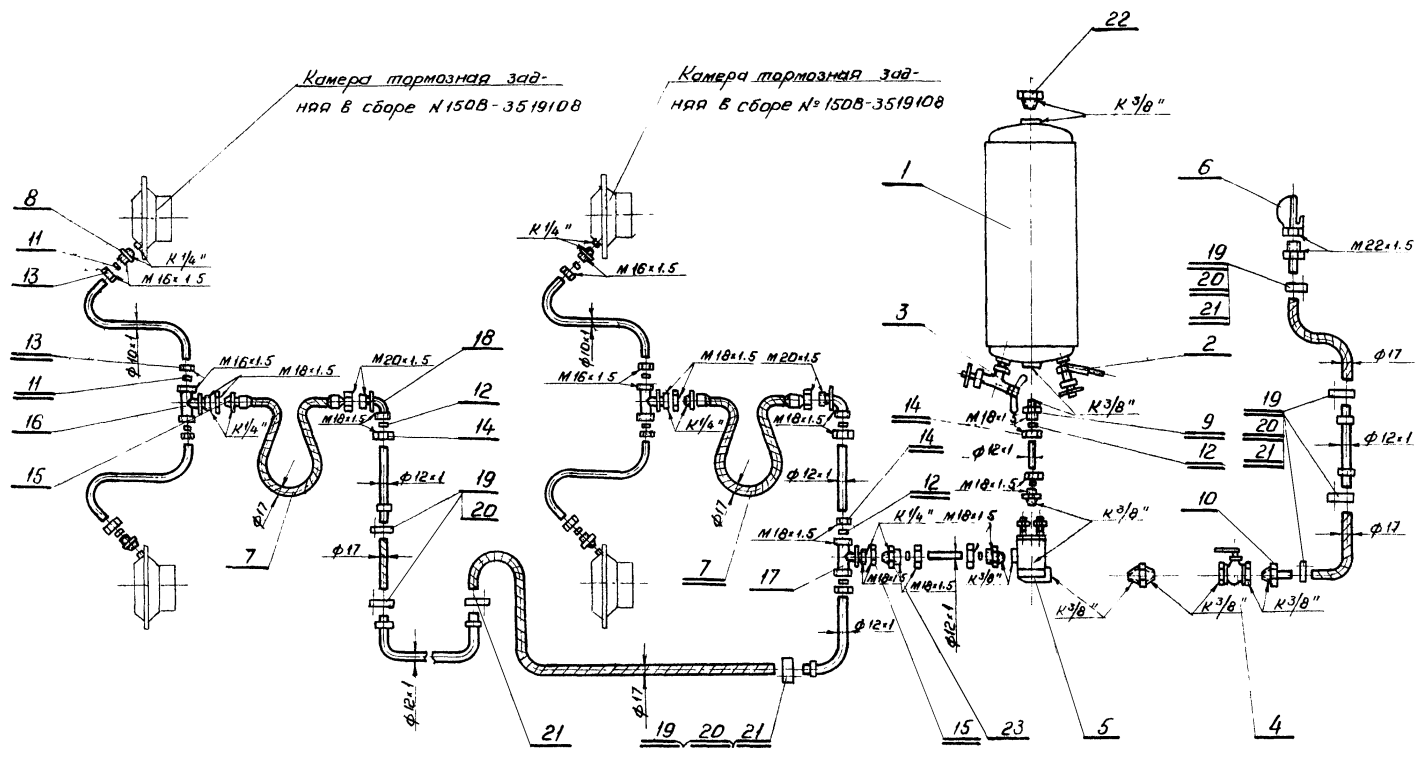 22
Камера тормозная зад-
няя в сборе N150В-3519108
Камера тормозная зад-
няя в сборе №150В-3519108
К 3/8"
1
6
8
11
13
К 1/4"
М16×1.5
К 1/4"
М16×1.5
М22×1.5
19
20
21
3
2
Ф10×1
Ф10×1
Ф17
13
11
16
15
М16×1.5
М18×1.5
М20×1.5
18
12
14
М18×1.5
К 1/4"
М16×1.5
М18×1.5
М20×1.5
М18×1.5
К 1/4"
14
М18×1
К 3/8"
9
12
Ф12×1
М18×1.5
19
20
21
Ф12×1
Ф17
7
Ф12×1
19
20
Ф17
Ф17
7
Ф12×1
14
12
М18×1.5
К 1/4"
М18×1.5
К 3/8"
10
Ф17
17
М18×1.5
М18×1.5
К 3/8"
Ф12×1
К 3/8"
К 3/8"
К 3/8"
Ф12×1
Ф12×1
Ф17
21
19 20 21
15
23
5
4